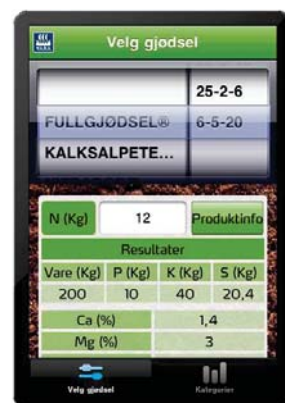 YARA
Velg gjødsel
25-2-6
FULLGJØDSEL® 6-5-20
KALKSALPETE...
N (Kg) 12 Produktinfo
Resultater
Vare (Kg) P (Kg) K (Kg) S (Kg)
200 10 40 20,4
Ca (%) 1,4
Mg (%) 3
Velg gjødsel Kategorier